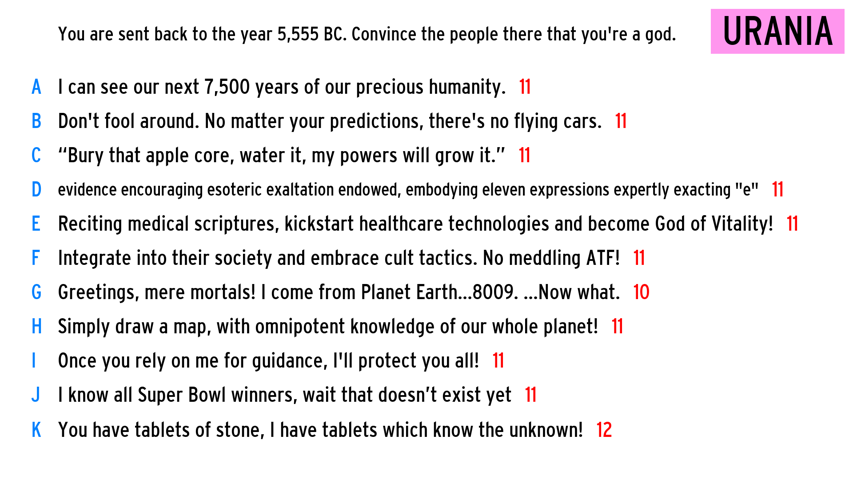 You are sent back to the year 5,555 BC. Convince the people there that you're a god.
URANIA
A I can see our next 7,500 years of our precious humanity. 11
B Don't fool around. No matter your predictions, there's no flying cars. 11
C “Bury that apple core, water it, my powers will grow it.” 11
D evidence encouraging esoteric exaltation endowed, embodying eleven expressions expertly exacting "e" 11
E Reciting medical scriptures, kickstart healthcare technologies and become God of Vitality! 11
F Integrate into their society and embrace cult tactics. No meddling ATF! 11
G Greetings, mere mortals! I come from Planet Earth...8009. ...Now what. 10
H Simply draw a map, with omnipotent knowledge of our whole planet! 11
I Once you rely on me for guidance, I'll protect you all! 11
J I know all Super Bowl winners, wait that doesn’t exist yet 11
K You have tablets of stone, I have tablets which know the unknown! 12